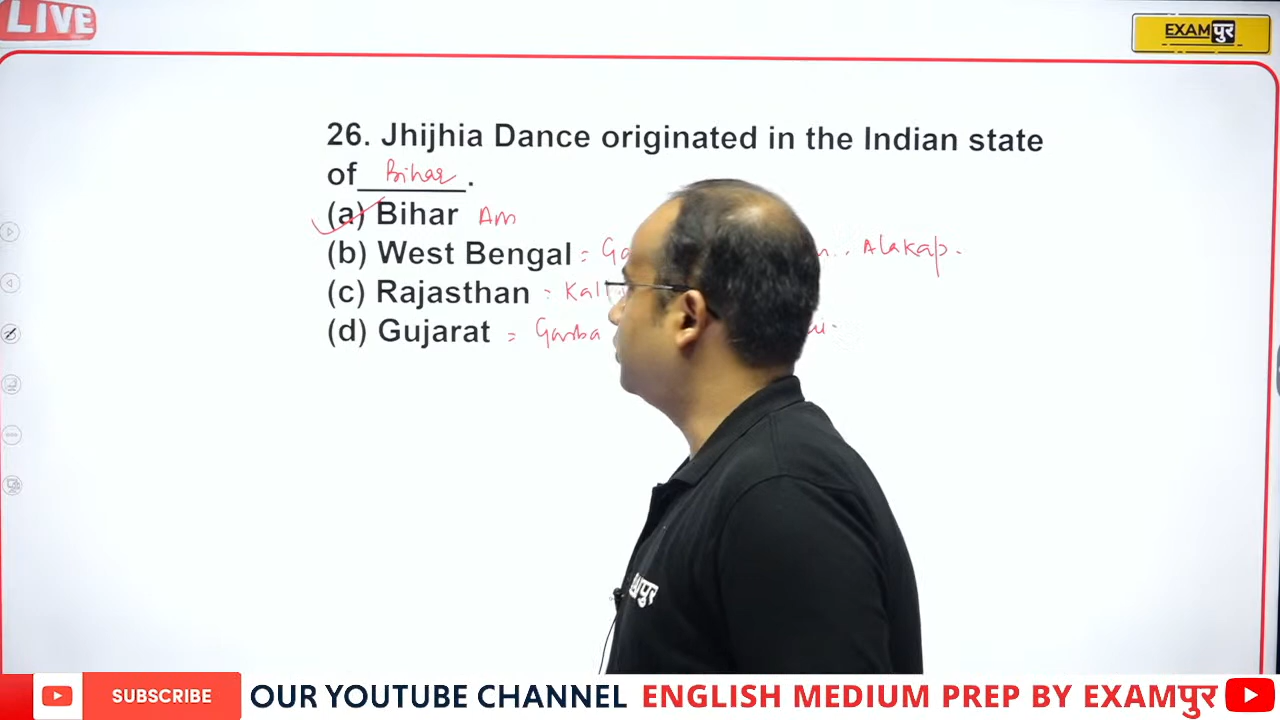 LIVE
EXAMপুर
26. Jhijhia Dance originated in the Indian state
of Bihar.
(a) Bihar Am
(b) West Bengal = Alakap.
(c) Rajasthan =
(d) Gujarat = Garba
पुर
SUBSCRIBE OUR YOUTUBE CHANNEL ENGLISH MEDIUM PREP BY EXAMपुर